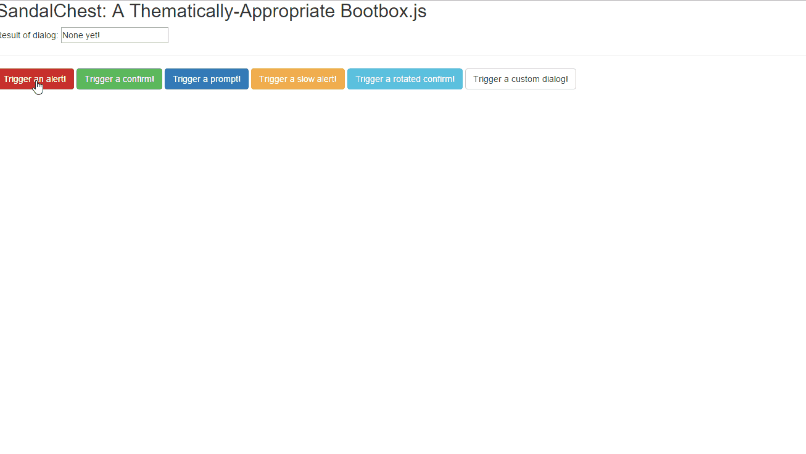 SandalChest: A Thematically-Appropriate Bootbox.js
Result of dialog: None yet!
Trigger an alert! Trigger a confirm! Trigger a prompt! Trigger a slow alert! Trigger a rotated confirm! Trigger a custom dialog!